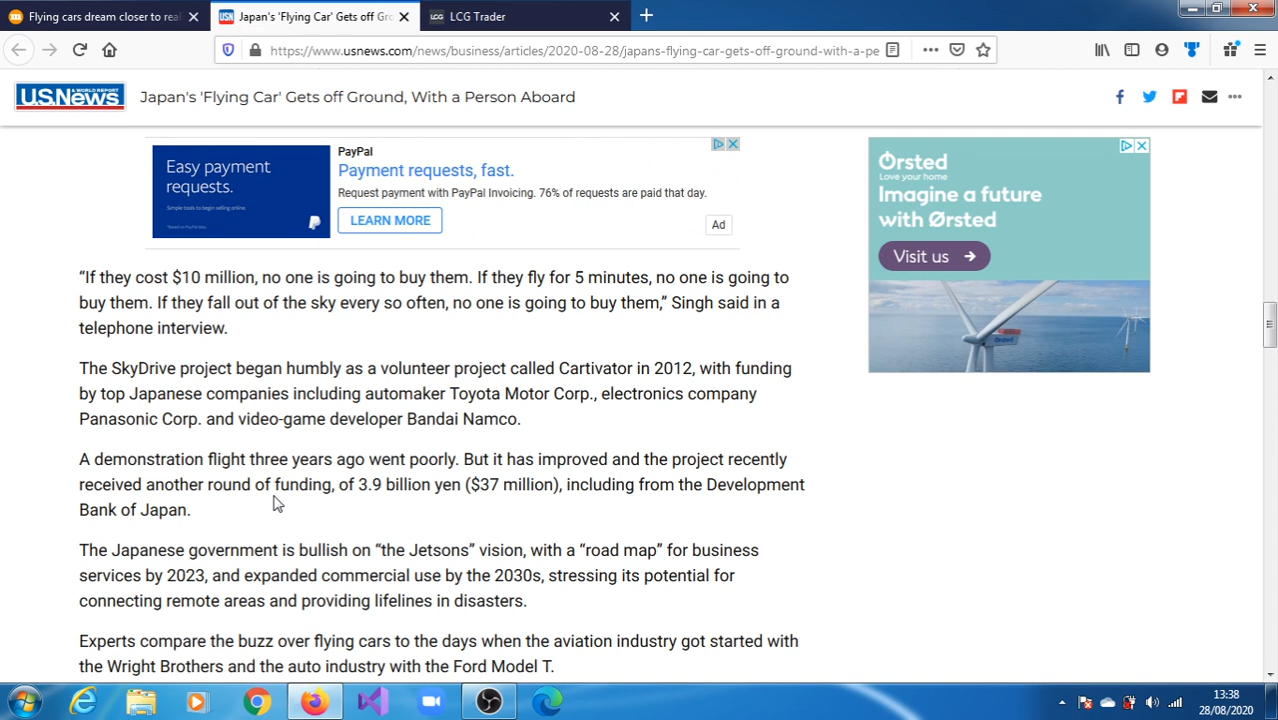 Flying cars dream closer to rea
Japan's 'Flying Car' Gets off Gro
LCG
LCG Trader
https://www.usnews.com/news/business/articles/2020-08-28/japans-flying-car-gets-off-ground-with-a-pe
U.S.News
& WORLD REPORT
Japan's 'Flying Car' Gets off Ground, With a Person Aboard
Easy payment
requests.
Simple tools to begin selling online.
PayPal
Payment requests, fast.
Request payment with PayPal Invoicing. 76% of requests are paid that day.
LEARN MORE
Ad
Ørsted
Love your home
Imagine a future
with Ørsted
Visit us
“If they cost $10 million, no one is going to buy them. If they fly for 5 minutes, no one is going to
buy them. If they fall out of the sky every so often, no one is going to buy them,” Singh said in a
telephone interview.
The SkyDrive project began humbly as a volunteer project called Cartivator in 2012, with funding
by top Japanese companies including automaker Toyota Motor Corp., electronics company
Panasonic Corp. and video-game developer Bandai Namco.
A demonstration flight three years ago went poorly. But it has improved and the project recently
received another round of funding, of 3.9 billion yen ($37 million), including from the Development
Bank of Japan.
The Japanese government is bullish on “the Jetsons” vision, with a “road map” for business
services by 2023, and expanded commercial use by the 2030s, stressing its potential for
connecting remote areas and providing lifelines in disasters.
Experts compare the buzz over flying cars to the days when the aviation industry got started with
the Wright Brothers and the auto industry with the Ford Model T.
13:38
28/08/2020